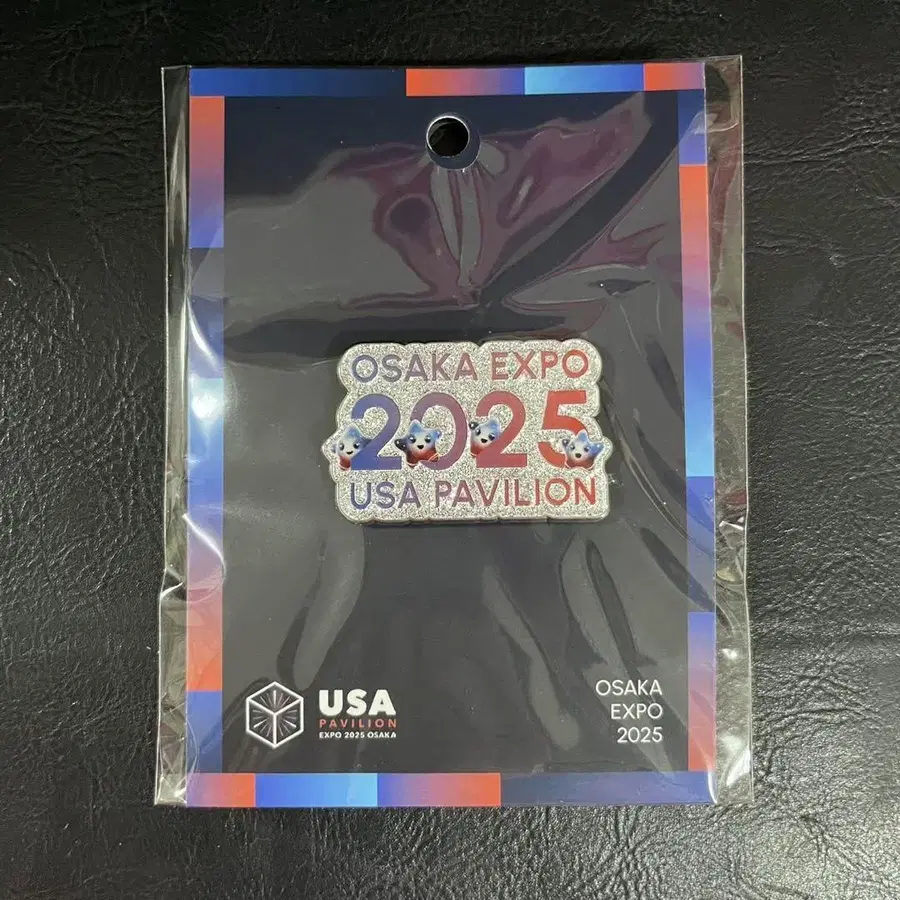 OSAKA EXPO
2025
USA PAVILION
USA
PAVILION
EXPO 2025 OSAKA
OSAKA
EXPO
2025